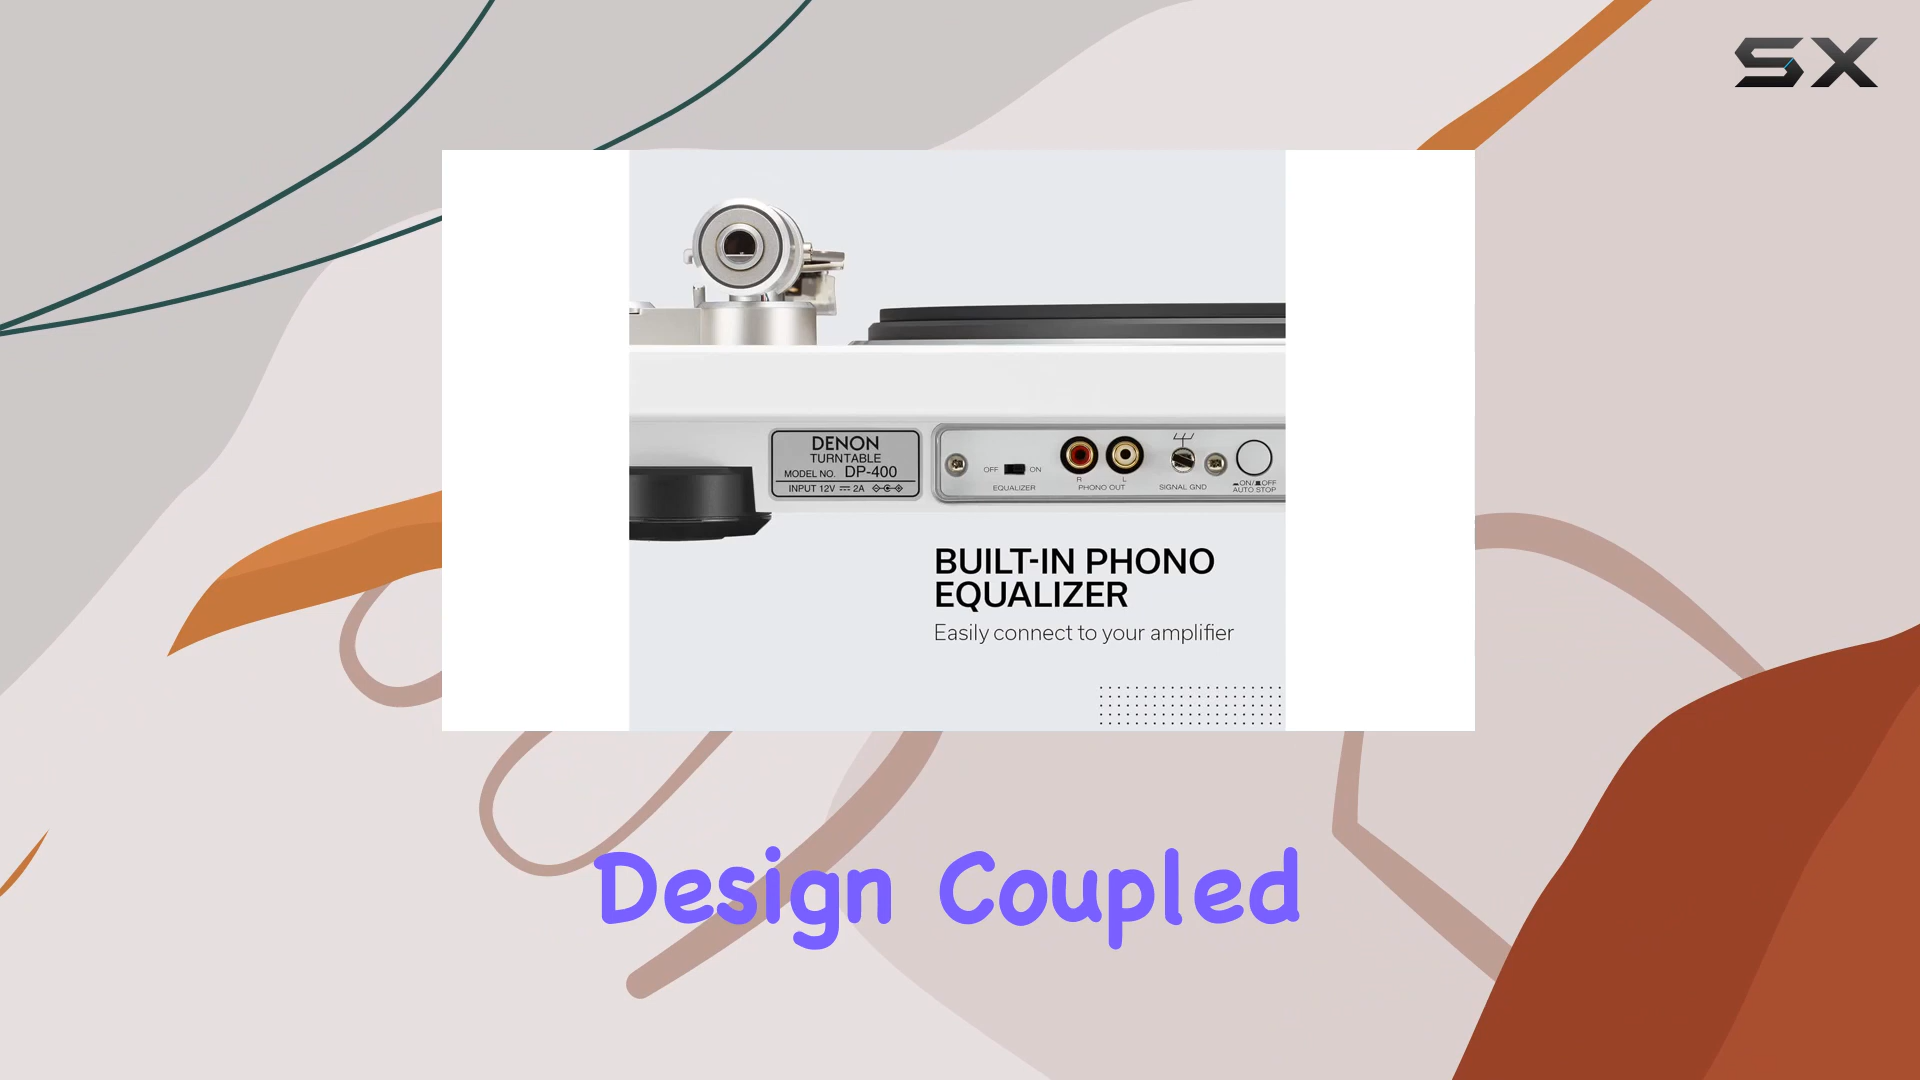 SX
DENON
TURNTABLE
MODEL NO. DP-400
INPUT 12V ⎓ 2A
OFF ON
EQUALIZER
R L
PHONO OUT
SIGNAL GND
ON/OFF
AUTO STOP
BUILT-IN PHONO
EQUALIZER
Easily connect to your amplifier
Design Coupled